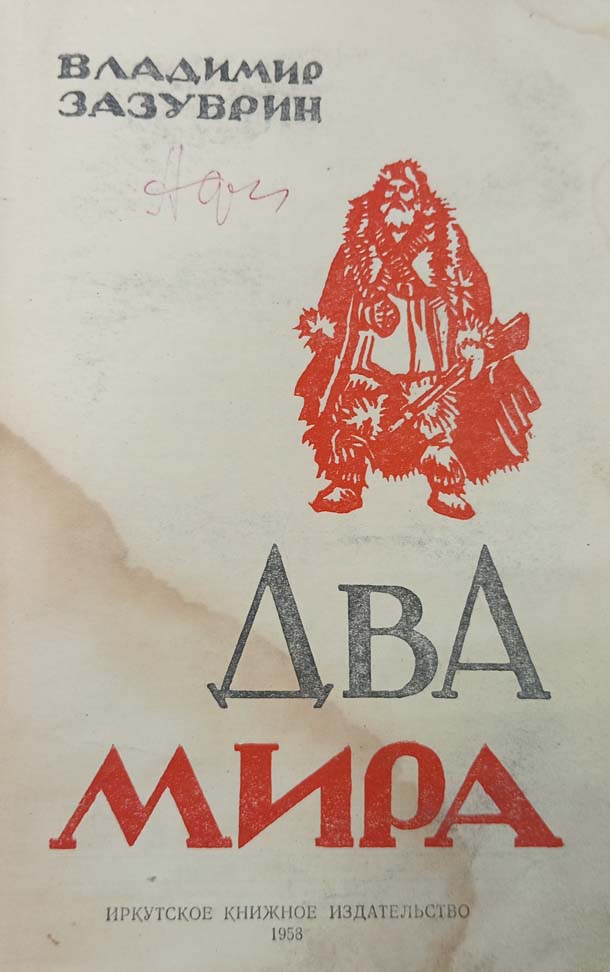 ВЛАДИМИР
ЗАЗУБРИН
ДВА
МИРА
ИРКУТСКОЕ КНИЖНОЕ ИЗДАТЕЛЬСТВО
1958